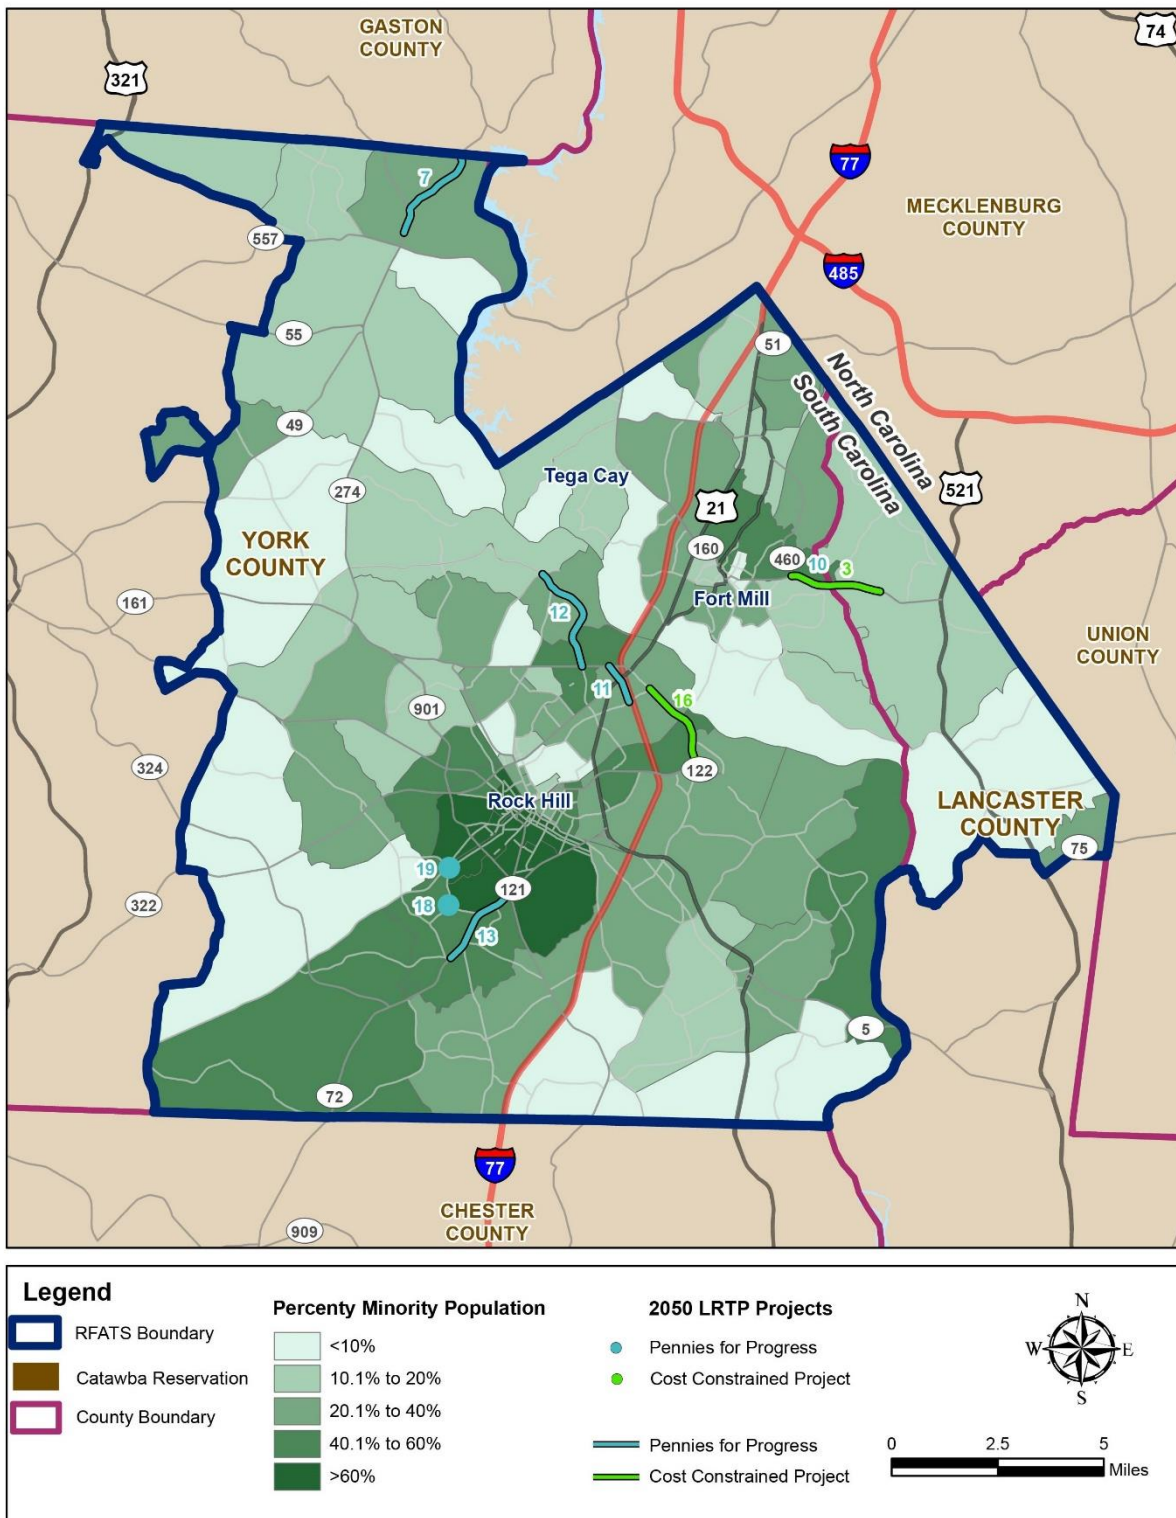 GASTON
COUNTY
74
321
77
7
MECKLENBURG
COUNTY
557
485
55
51
North Carolina
South Carolina
49
Tega Cay
274
21
521
YORK
COUNTY
160
460
10
3
161
12
Fort Mill
UNION
COUNTY
11
16
901
324
122
Rock Hill
LANCASTER
COUNTY
75
19
121
322
18
13
5
72
77
CHESTER
COUNTY
909
Legend
RFATS Boundary
Catawba Reservation
County Boundary
Percenty Minority Population
<10%
10.1% to 20%
20.1% to 40%
40.1% to 60%
>60%
2050 LRTP Projects
Pennies for Progress
Cost Constrained Project
Pennies for Progress
Cost Constrained Project
N
W E
S
0 2.5 5
Miles